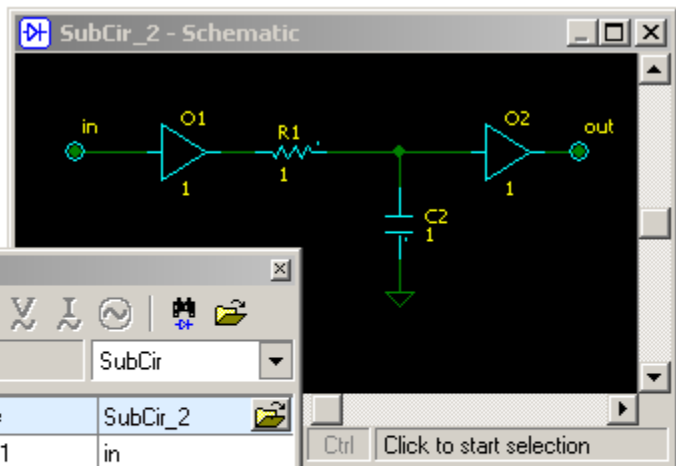 SubCir_2 - Schematic
in
O1
1
R1
1
O2
1
out
C2
1
V
I
SubCir
SubCir_2
1
in
Ctrl
Click to start selection